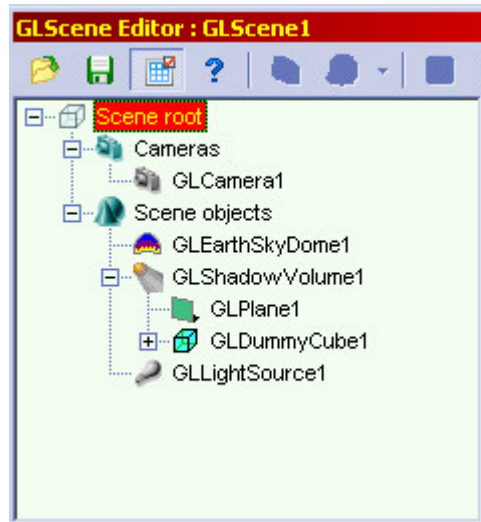 GLScene Editor : GLScene1
?
Scene root
Cameras
GLCamera1
Scene objects
GLEarthSkyDome1
GLShadowVolume1
GLPlane1
GLDummyCube1
GLLightSource1